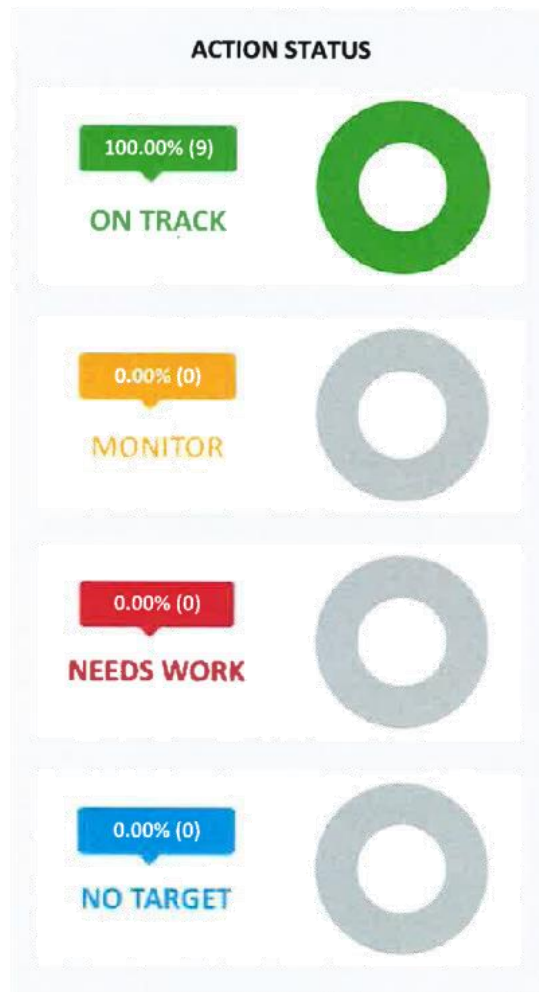 ACTION STATUS
100.00% (9)
ON TRACK
0.00% (0)
MONITOR
0.00% (0)
NEEDS WORK
0.00% (0)
NO TARGET